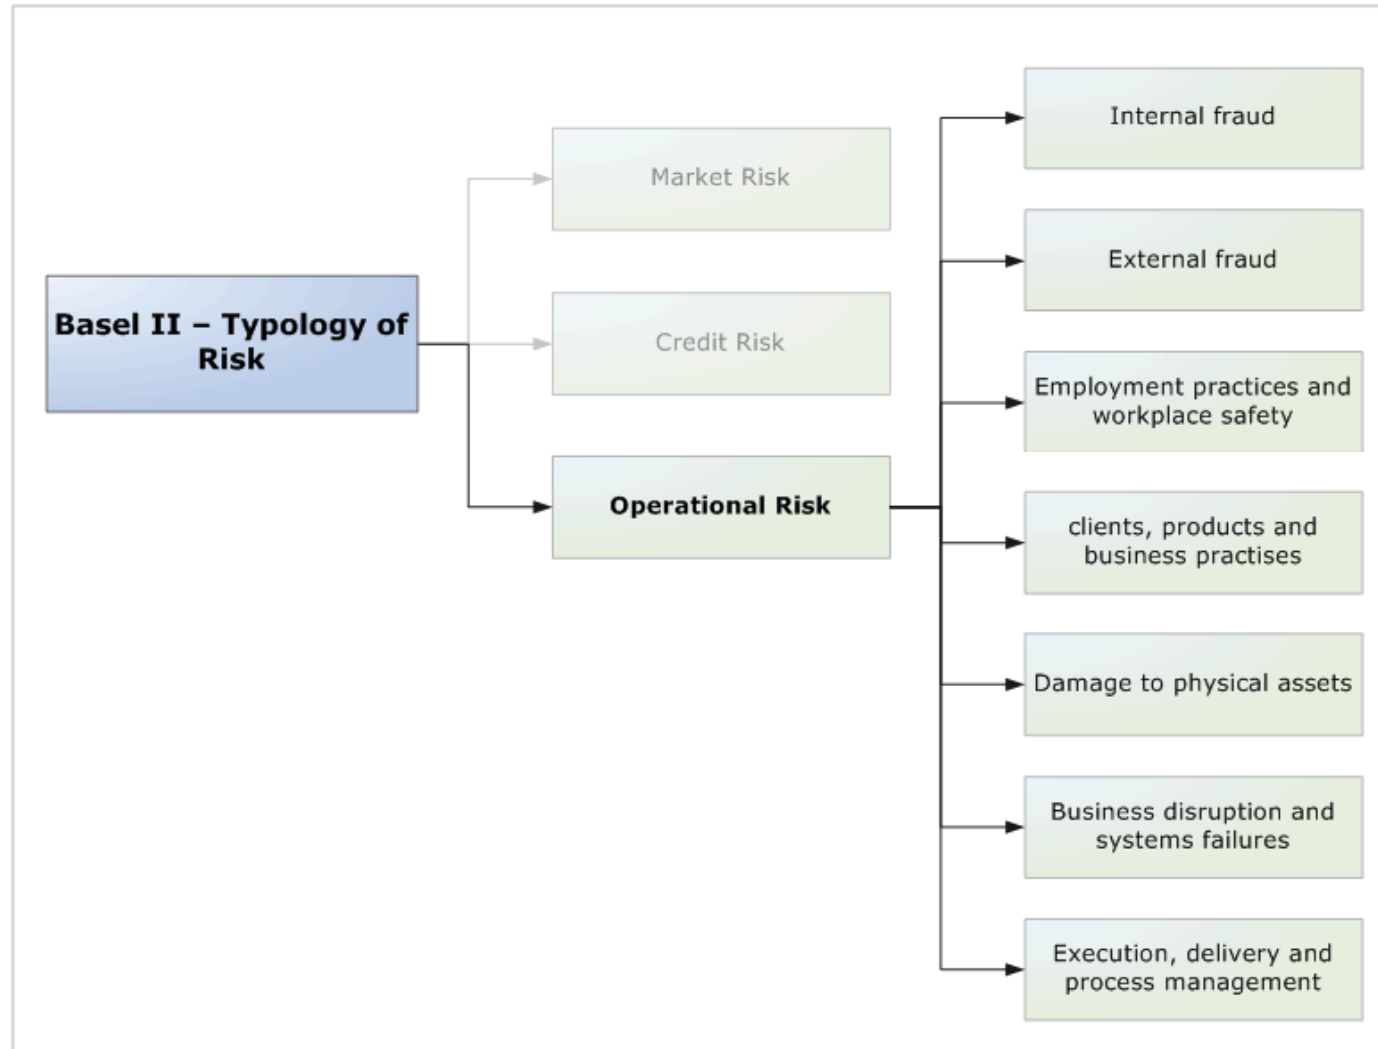 Basel II – Typology of
Risk
Market Risk
Credit Risk
Operational Risk
Internal fraud
External fraud
Employment practices and
workplace safety
clients, products and
business practises
Damage to physical assets
Business disruption and
systems failures
Execution, delivery and
process management